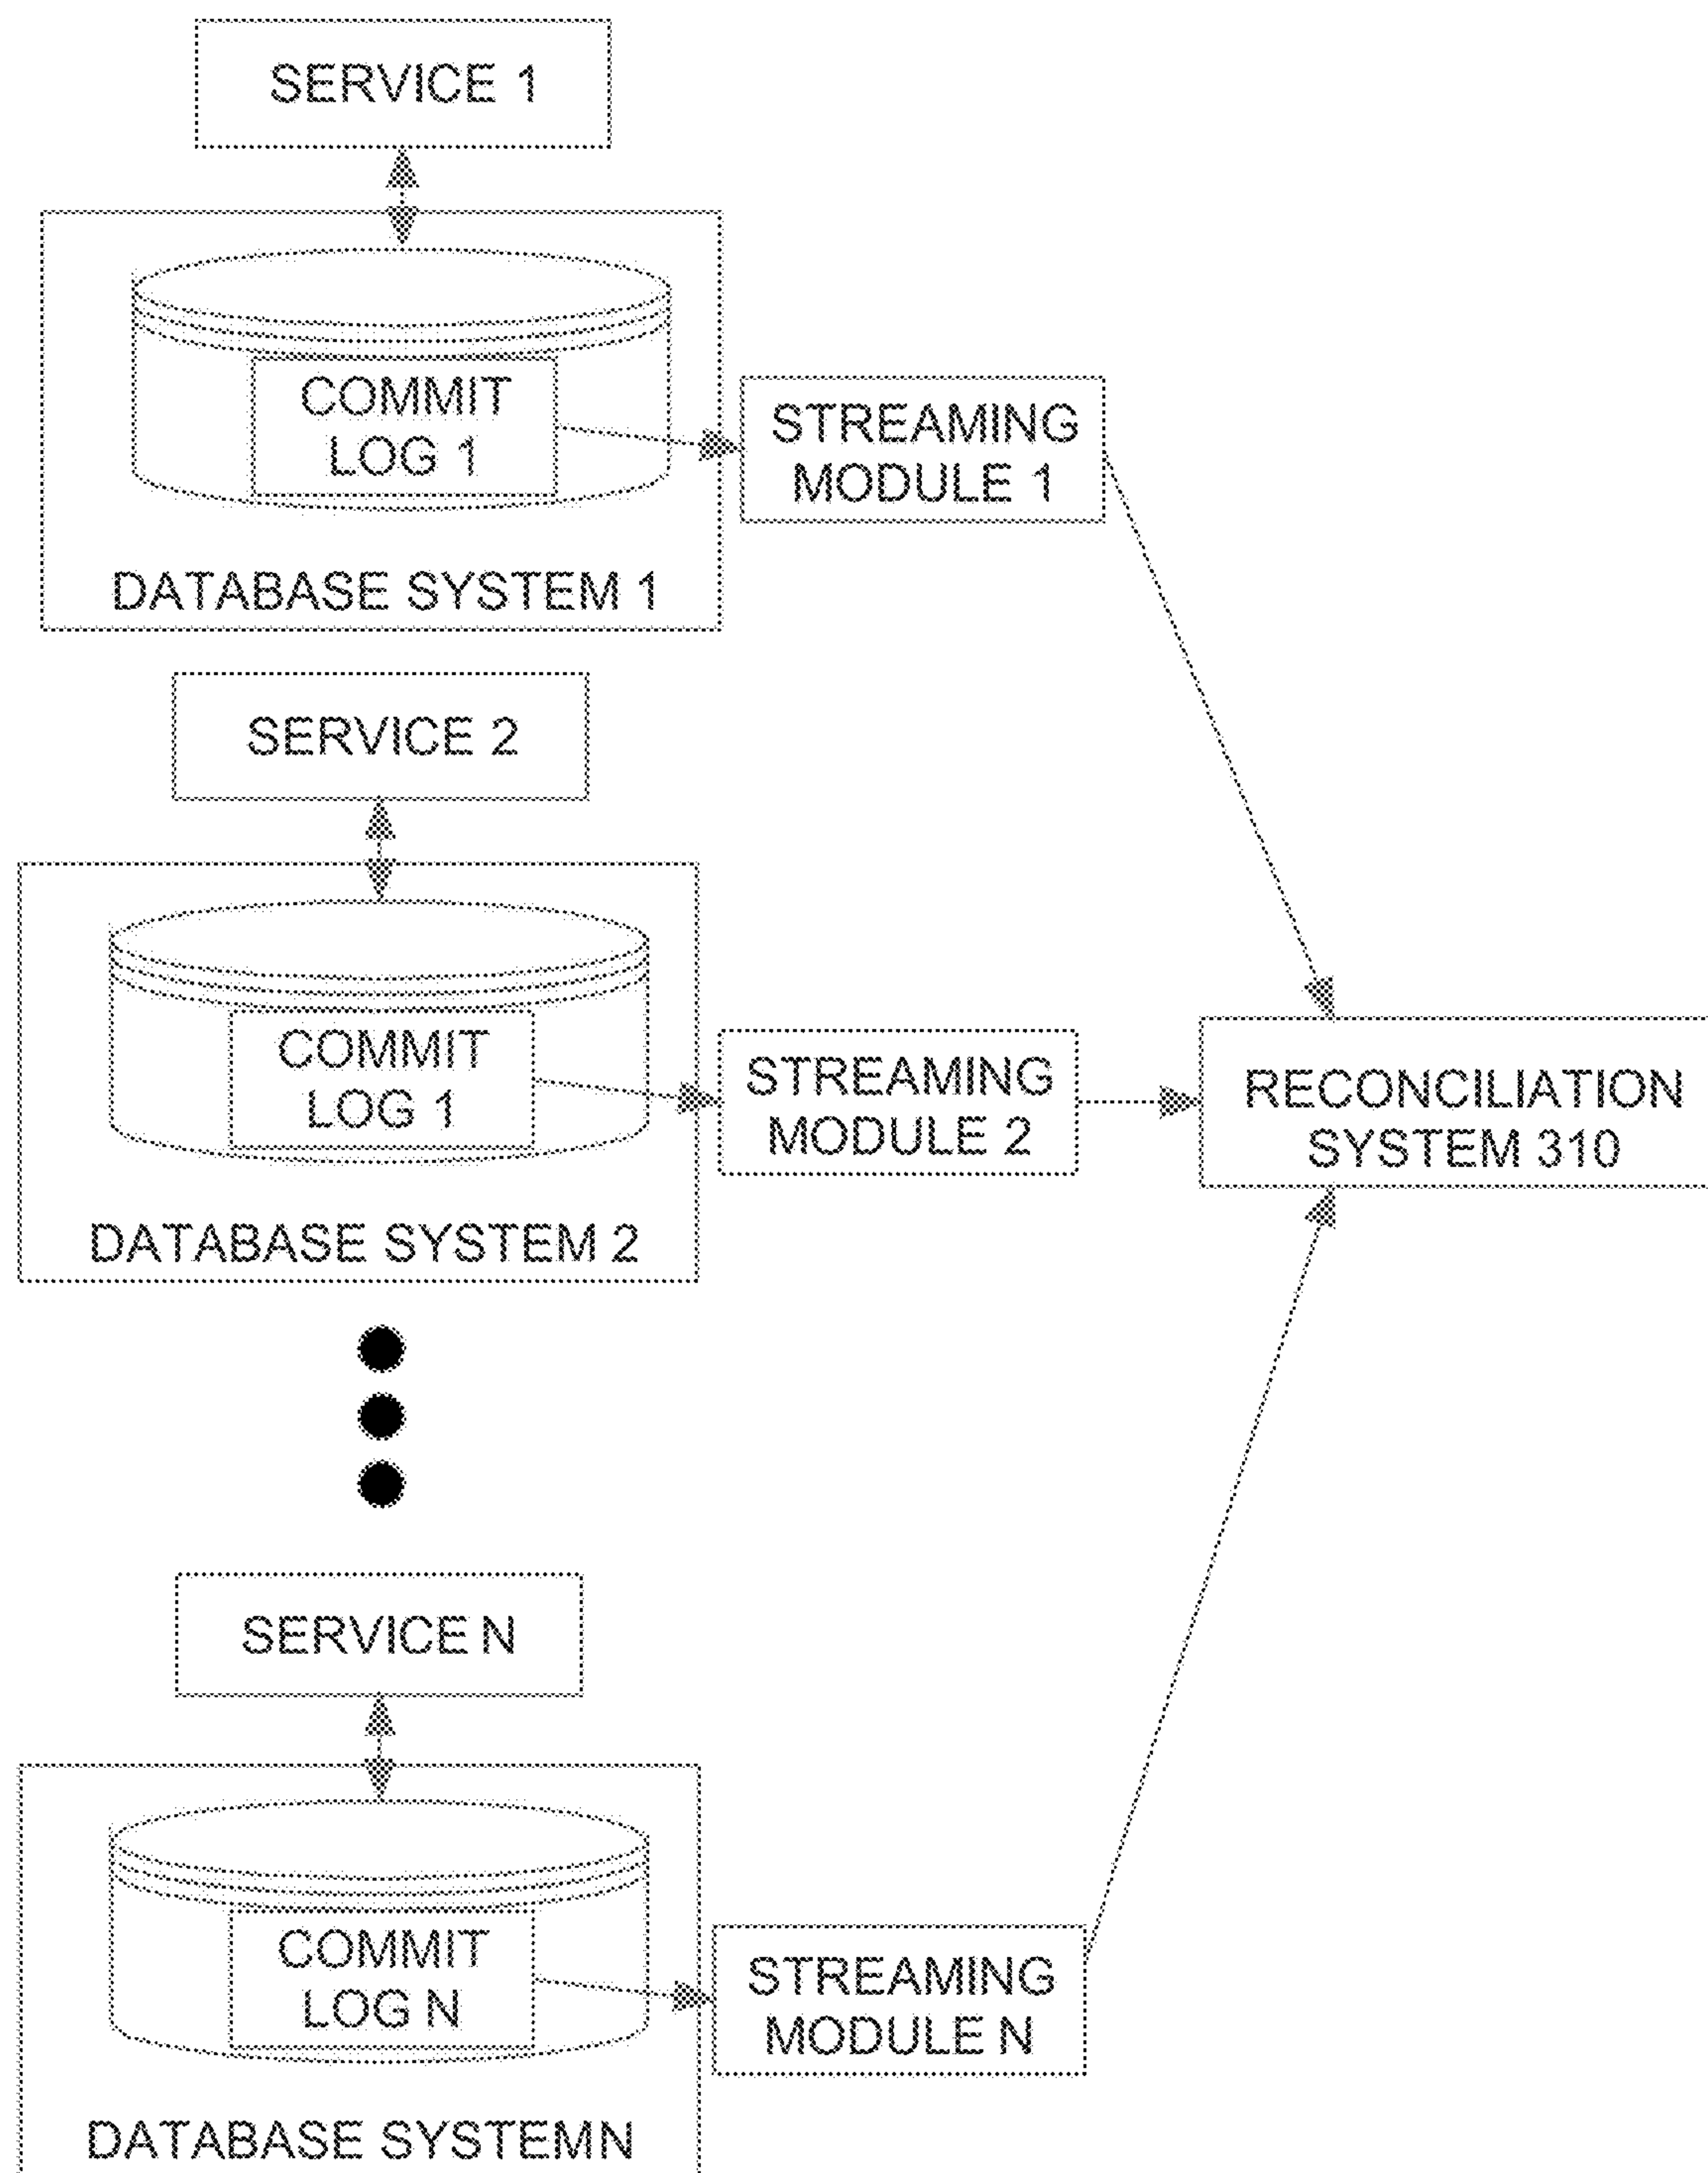 SERVICE 1
COMMIT
LOG 1
STREAMING
MODULE 1
DATABASE SYSTEM 1
SERVICE 2
COMMIT
LOG 1
STREAMING
MODULE 2
RECONCILIATION
SYSTEM 310
DATABASE SYSTEM 2
SERVICE N
COMMIT
LOG N
STREAMING
MODULE N
DATABASE SYSTEMN